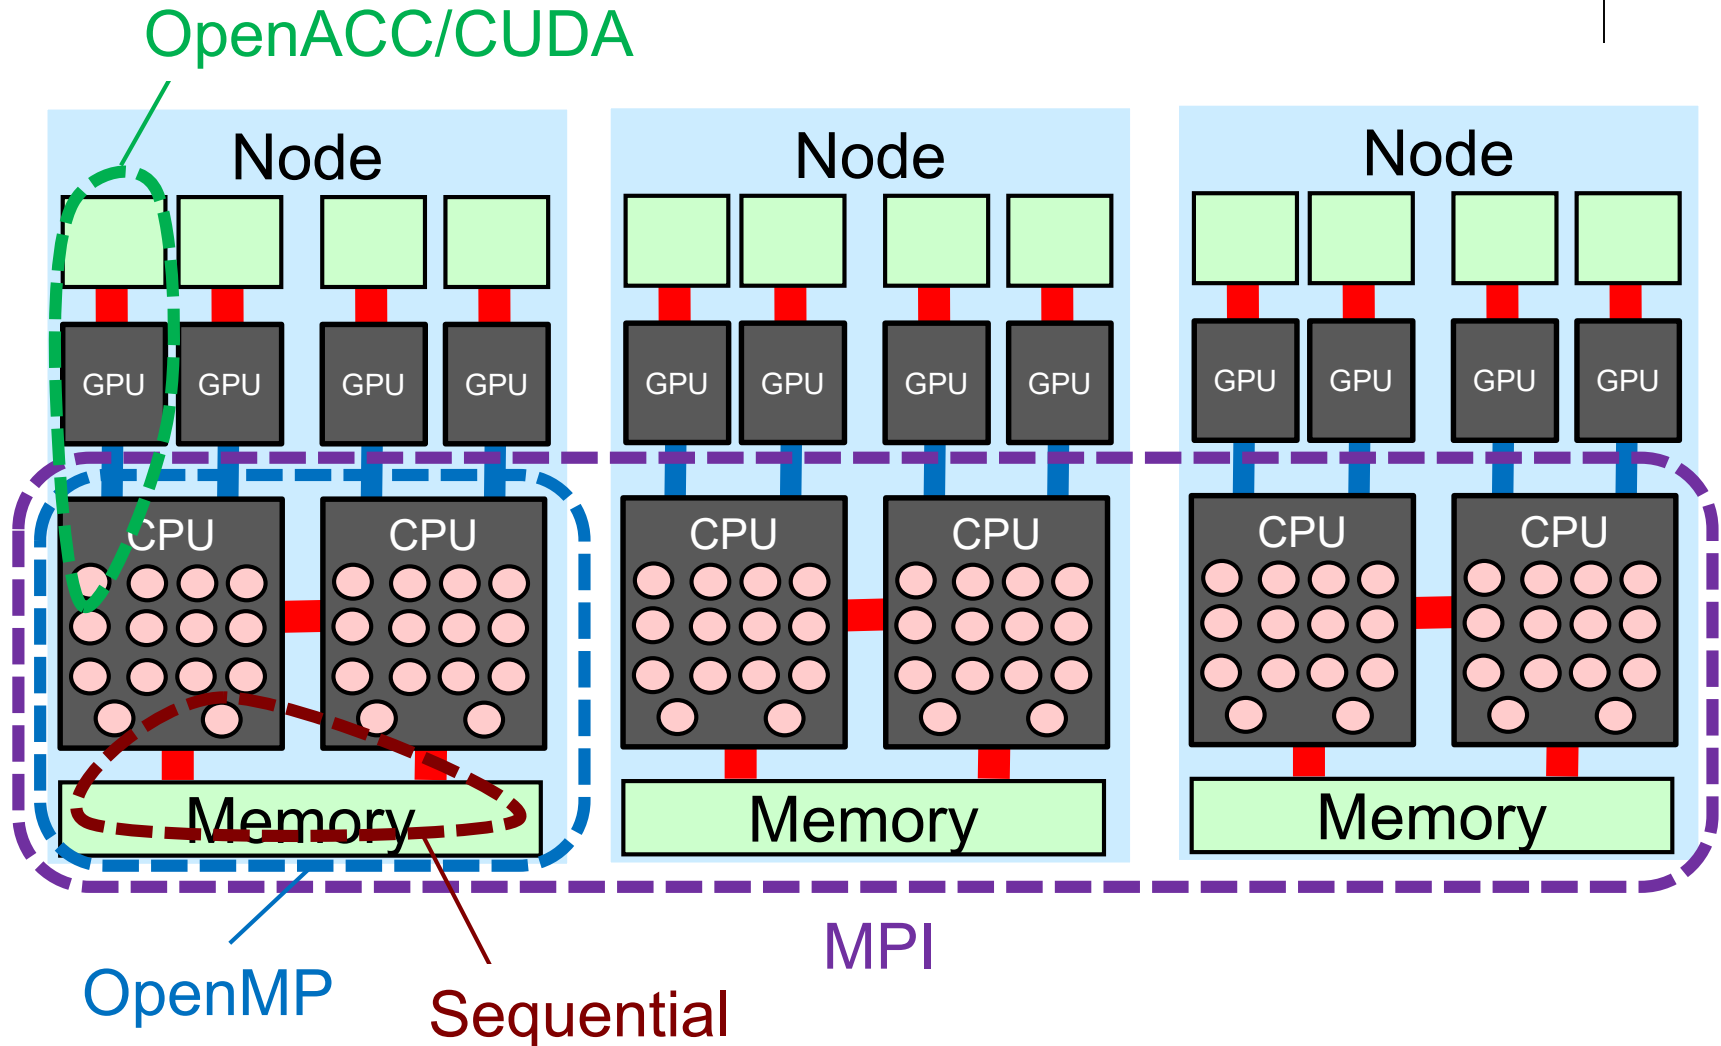 OpenACC/CUDA
Node Node Node
GPU GPU GPU GPU GPU GPU GPU GPU GPU GPU GPU GPU
CPU CPU CPU CPU CPU CPU
Memory Memory Memory
MPI
OpenMP
Sequential